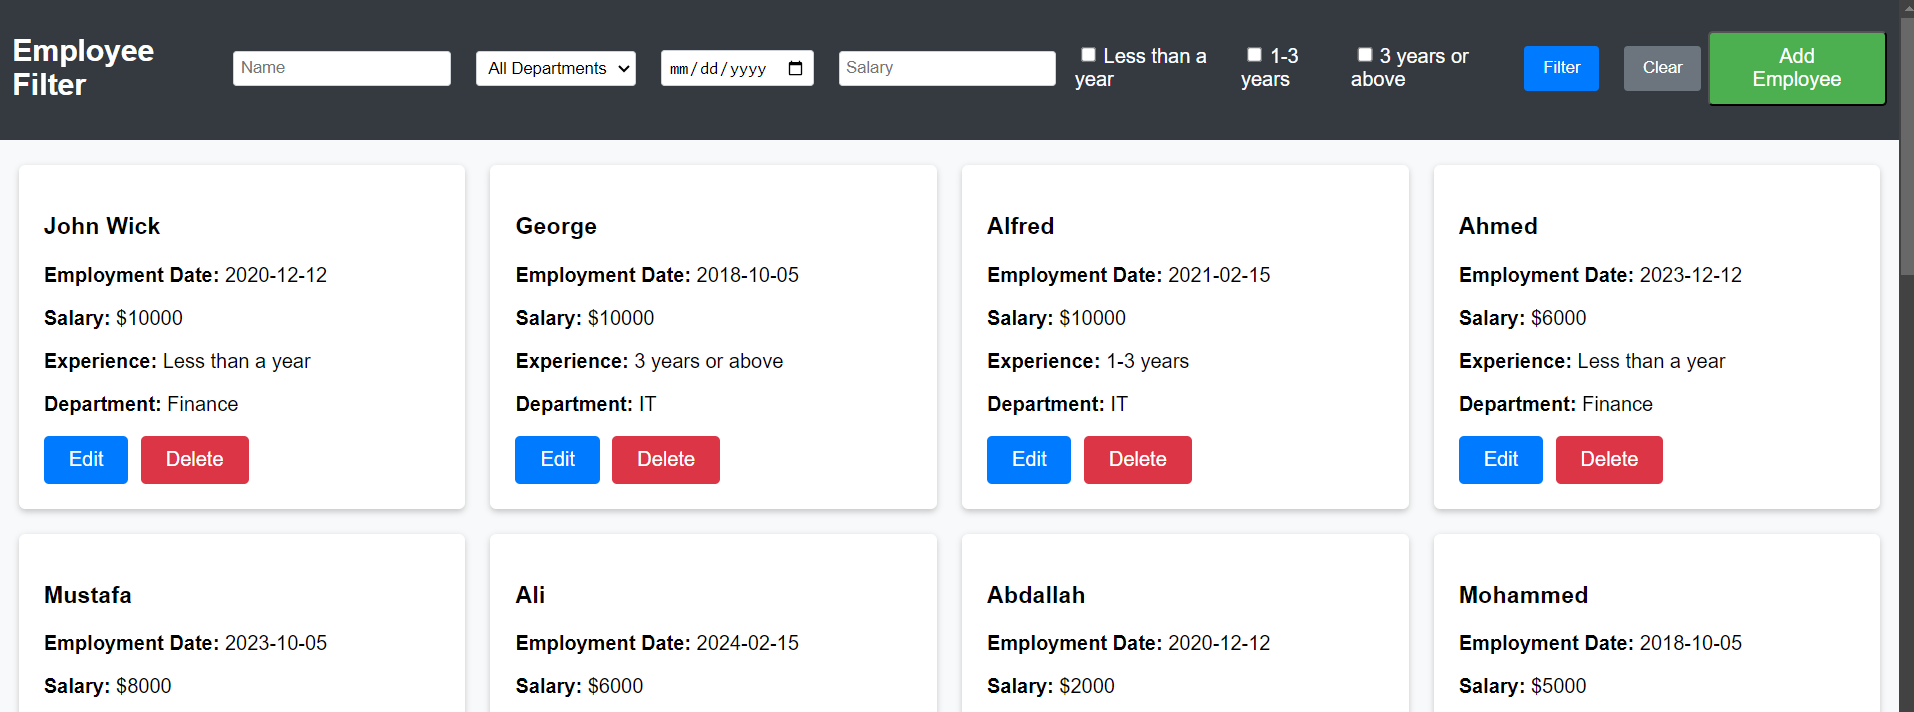 Employee
Filter
Name
All Departments
mm/dd/yyyy
Salary
Less than a
year
1-3
years
3 years or
above
Filter
Clear
Add
Employee
John Wick
Employment Date: 2020-12-12
Salary: $10000
Experience: Less than a year
Department: Finance
Edit
Delete
George
Employment Date: 2018-10-05
Salary: $10000
Experience: 3 years or above
Department: IT
Edit
Delete
Alfred
Employment Date: 2021-02-15
Salary: $10000
Experience: 1-3 years
Department: IT
Edit
Delete
Ahmed
Employment Date: 2023-12-12
Salary: $6000
Experience: Less than a year
Department: Finance
Edit
Delete
Mustafa
Employment Date: 2023-10-05
Salary: $8000
Ali
Employment Date: 2024-02-15
Salary: $6000
Abdallah
Employment Date: 2020-12-12
Salary: $2000
Mohammed
Employment Date: 2018-10-05
Salary: $5000